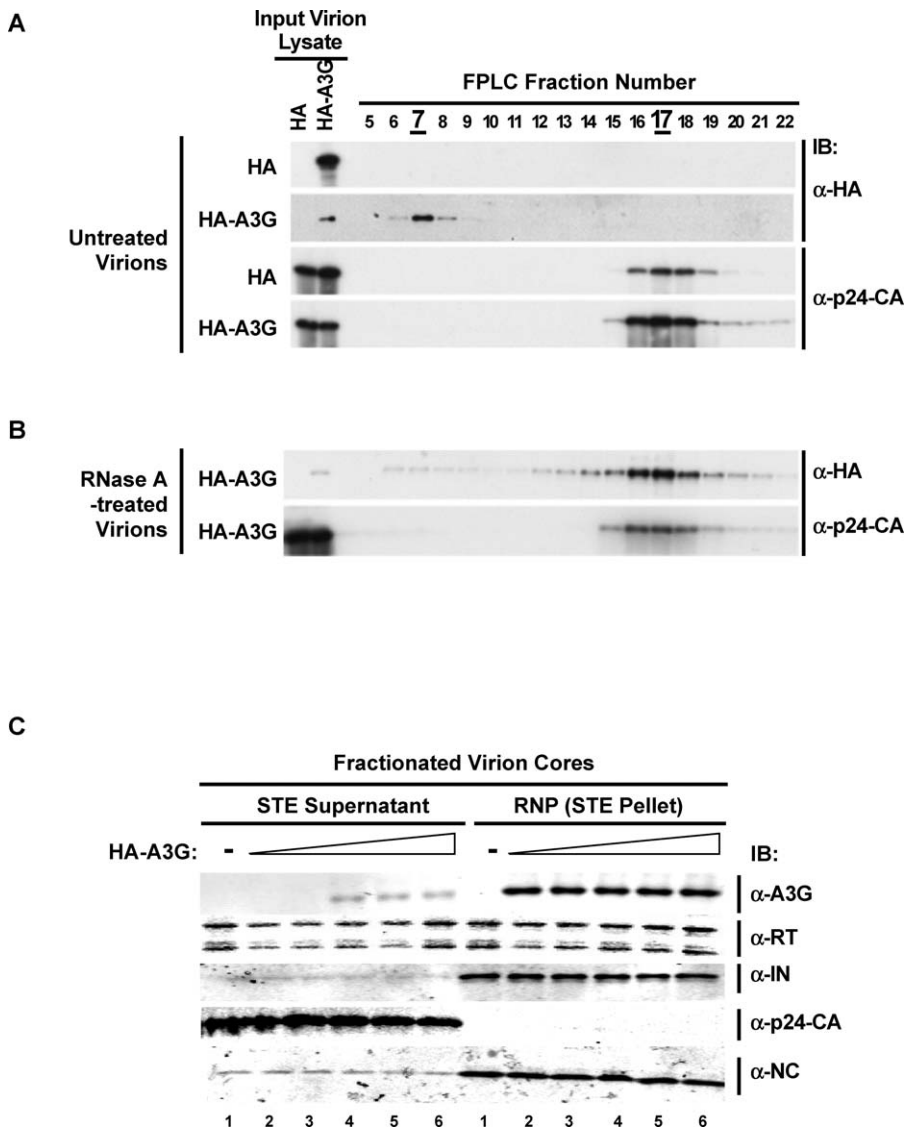 A
Input Virion
Lysate
HA
HA-A3G
FPLC Fraction Number
5 6 7 8 9 10 11 12 13 14 15 16 17 18 19 20 21 22
IB:
HA
α-HA
HA-A3G
Untreated
Virions
HA
α-p24-CA
HA-A3G
B
RNase A
-treated
Virions
HA-A3G
α-HA
HA-A3G
α-p24-CA
C
Fractionated Virion Cores
STE Supernatant
RNP (STE Pellet)
HA-A3G: - -
IB:
α-A3G
α-RT
α-IN
α-p24-CA
α-NC
1 2 3 4 5 6 1 2 3 4 5 6